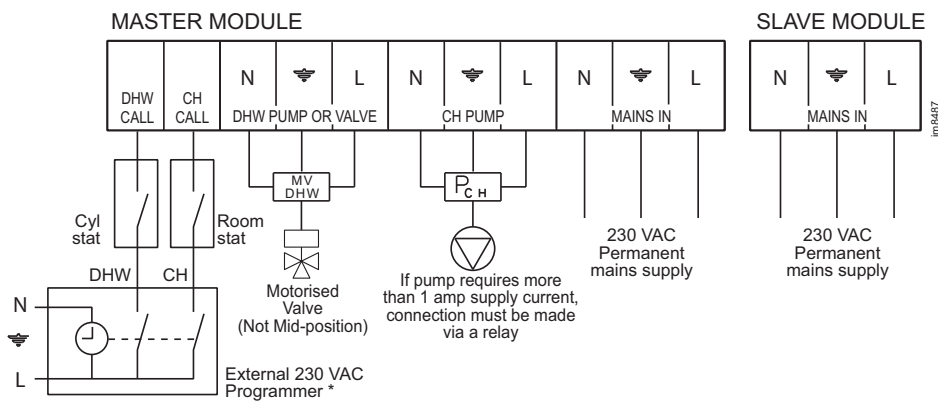 MASTER MODULE
SLAVE MODULE
DHW
CALL
CH
CALL
N
L
DHW PUMP OR VALVE
N
L
CH PUMP
N
L
MAINS IN
N
L
MAINS IN
im8487
Cyl
stat
Room
stat
MV
DHW
P CH
DHW
CH
Motorised
Valve
(Not Mid-position)
If pump requires more
than 1 amp supply current,
connection must be made
via a relay
230 VAC
Permanent
mains supply
230 VAC
Permanent
mains supply
N
L
External 230 VAC
Programmer *